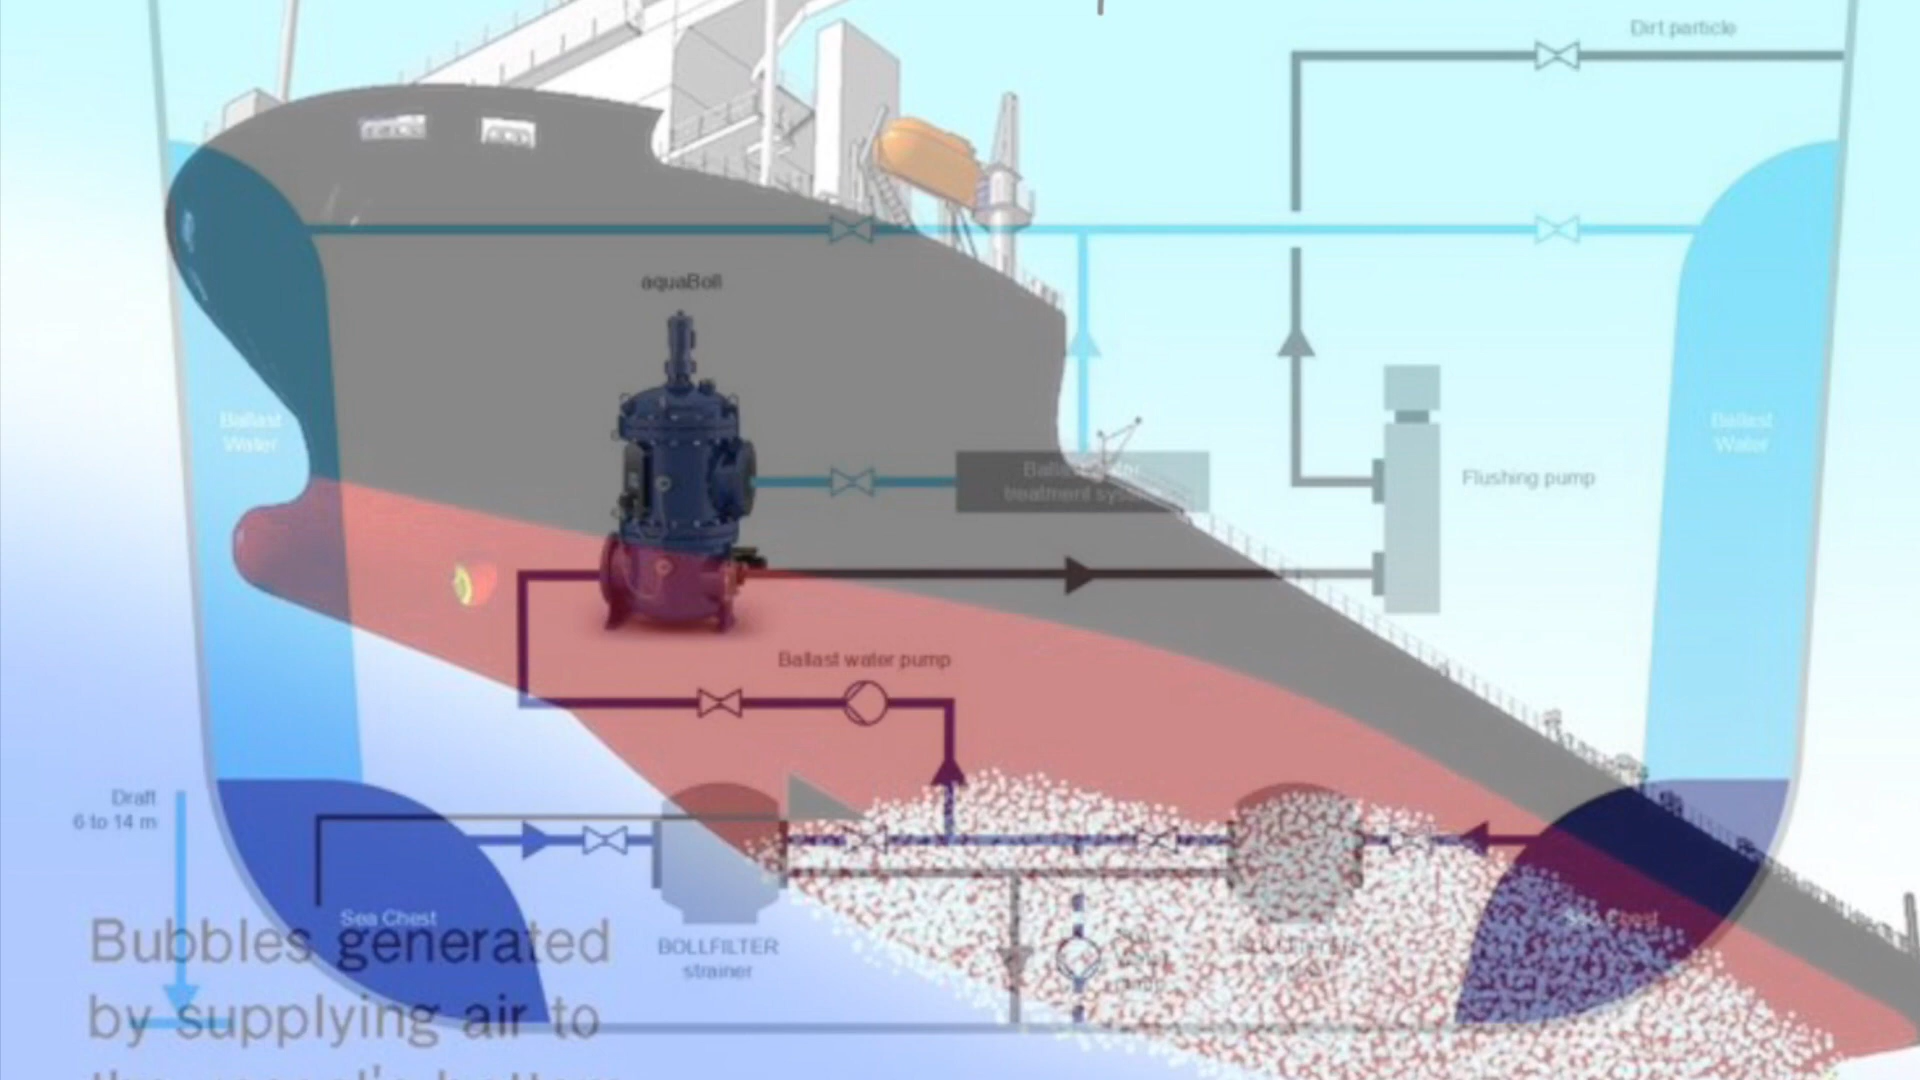 Dirt particle
aquaBoll
Ballast
Water
Ballast
Water
treatment
Flushing pump
Ballast water pump
Draft
6 to 14 m
Sea Chest
BOLLFILTER
strainer
Bubbles generated
by supplying air to